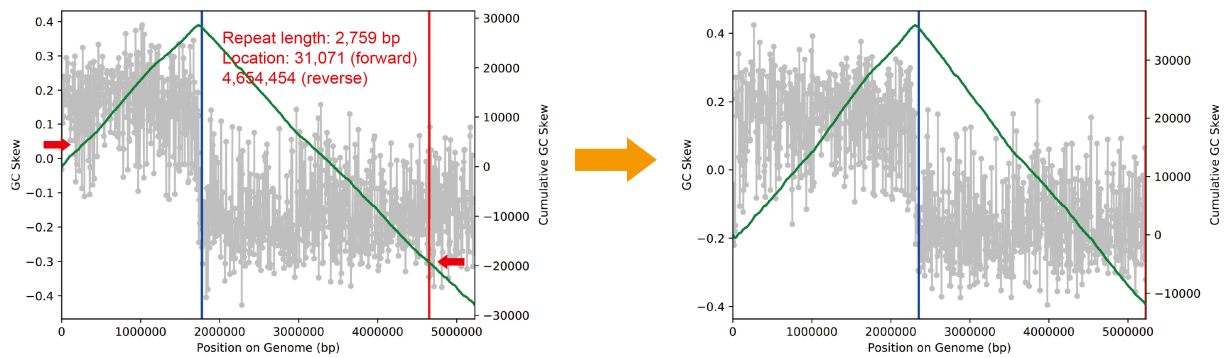 Repeat length: 2,759 bp
Location: 31,071 (forward)
4,654,454 (reverse)
GC Skew
0.4
0.3
0.2
0.1
0.0
−0.1
−0.2
−0.3
−0.4
0 1000000 2000000 3000000 4000000 5000000
Position on Genome (bp)
30000
20000
10000
0
−10000
−20000
−30000
Cumulative GC Skew
GC Skew
0.4
0.2
0.0
−0.2
−0.4
0 1000000 2000000 3000000 4000000 5000000
Position on Genome (bp)
30000
20000
10000
0
−10000
Cumulative GC Skew